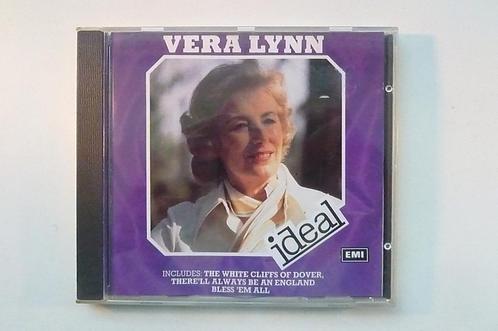 VERA LYNN
ideal
EMI
INCLUDES: THE WHITE CLIFFS OF DOVER,
THERE'LL ALWAYS BE AN ENGLAND
BLESS 'EM ALL